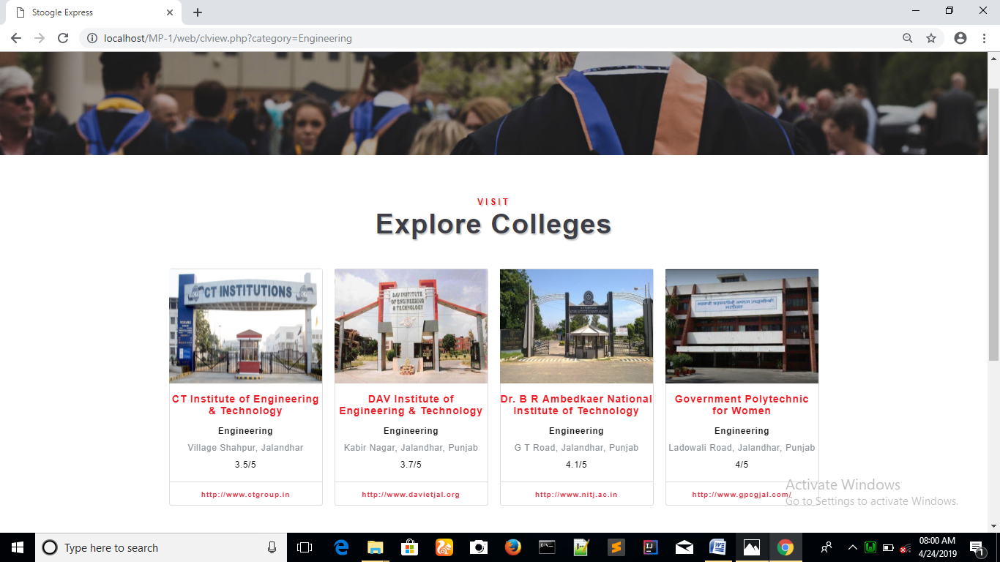 Stoogle Express
localhost/MP-1/web/clview.php?category=Engineering
VISIT
Explore Colleges
CT INSTITUTIONS
DAV INSTITUTE
OF ENGINEERING
& TECHNOLOGY
CT Institute of Engineering
& Technology
Engineering
Village Shahpur, Jalandhar
3.5/5
http://www.ctgroup.in
DAV Institute of
Engineering & Technology
Engineering
Kabir Nagar, Jalandhar, Punjab
3.7/5
http://www.davietjal.org
Dr. B R Ambedkaer National
Institute of Technology
Engineering
G T Road, Jalandhar, Punjab
4.1/5
http://www.nitj.ac.in
Government Polytechnic
for Women
Engineering
Ladowali Road, Jalandhar, Punjab
4/5
http://www.gpcgjal.com/
Activate Windows
Go to Settings to activate Windows.
Type here to search
08:00 AM
4/24/2019
1